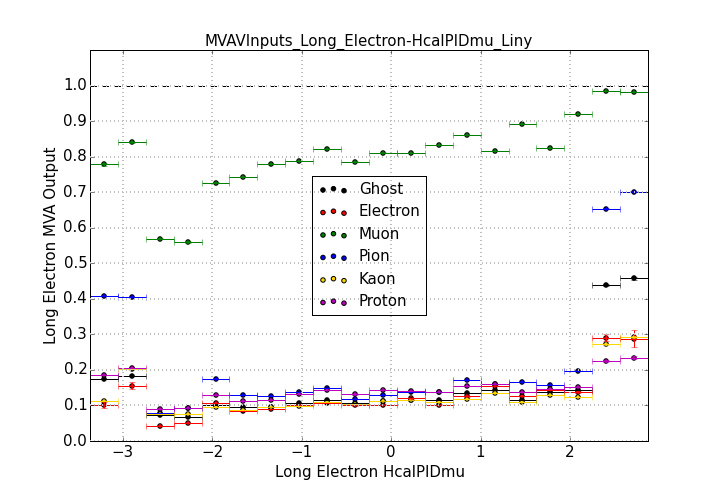 MVAVInputs_Long_Electron-HcalPIDmu_Liny
Long Electron MVA Output
1.0
0.9
0.8
0.7
0.6
0.5
0.4
0.3
0.2
0.1
0.0
Ghost
Electron
Muon
Pion
Kaon
Proton
−3 −2 −1 0 1 2
Long Electron HcalPIDmu